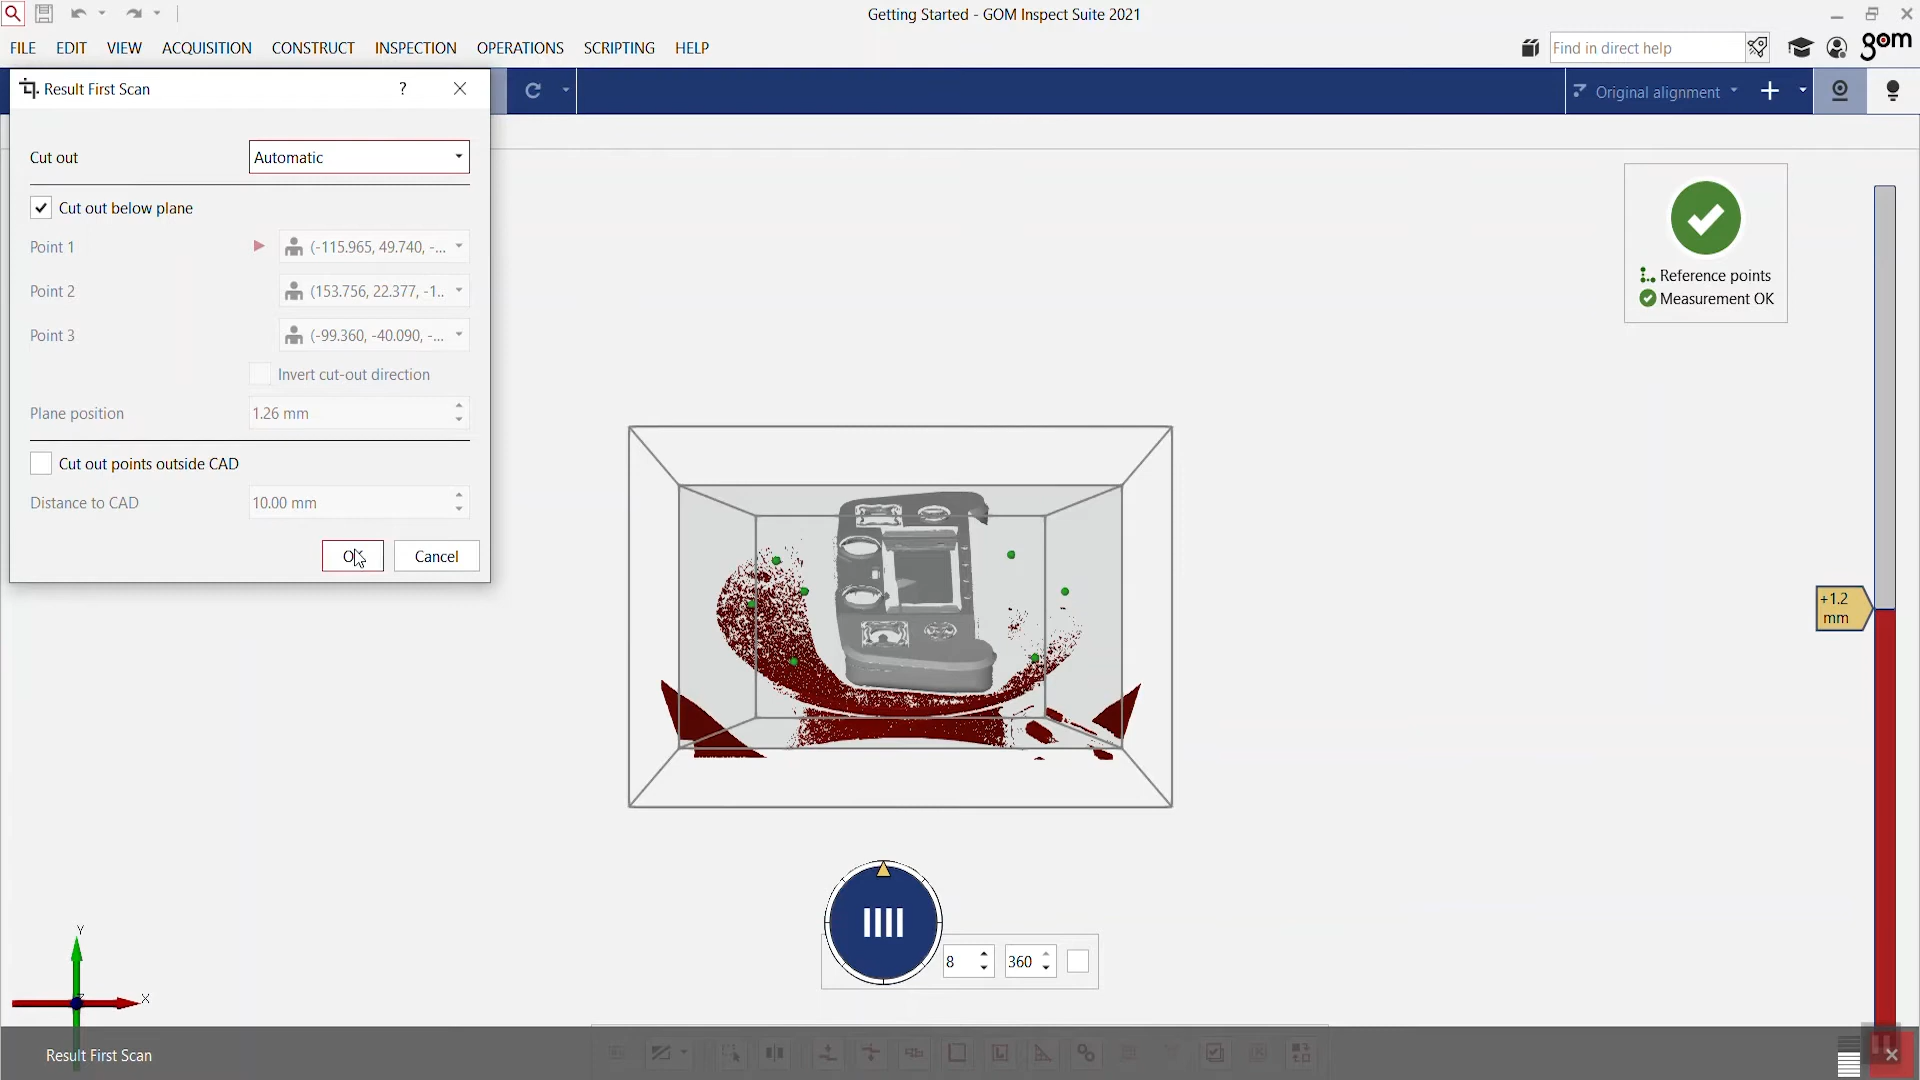 Getting Started - GOM Inspect Suite 2021
FILE EDIT VIEW ACQUISITION CONSTRUCT INSPECTION OPERATIONS SCRIPTING HELP
Find in direct help
gom
Result First Scan
?
Original alignment
Cut out
Automatic
Cut out below plane
Point 1
(-115.965, 49.740, -...
Point 2
(153.756, 22.377, -1..
Point 3
(-99.360, -40.090, -...
Invert cut-out direction
Plane position
1.26 mm
Cut out points outside CAD
Distance to CAD
10.00 mm
OK
Cancel
Reference points
Measurement OK
+1.2
mm
8
360
Y
X
Result First Scan